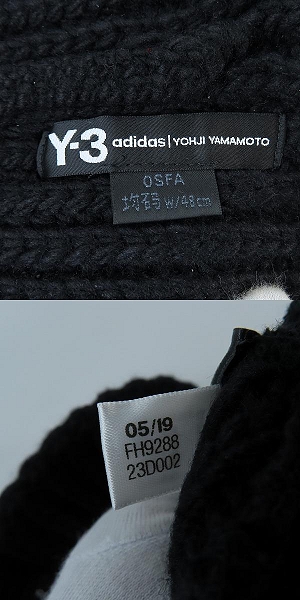 Y-3 adidas | YOHJI YAMAMOTO
OSFA
均码 W/48cm
05/19
FH9288
23D002